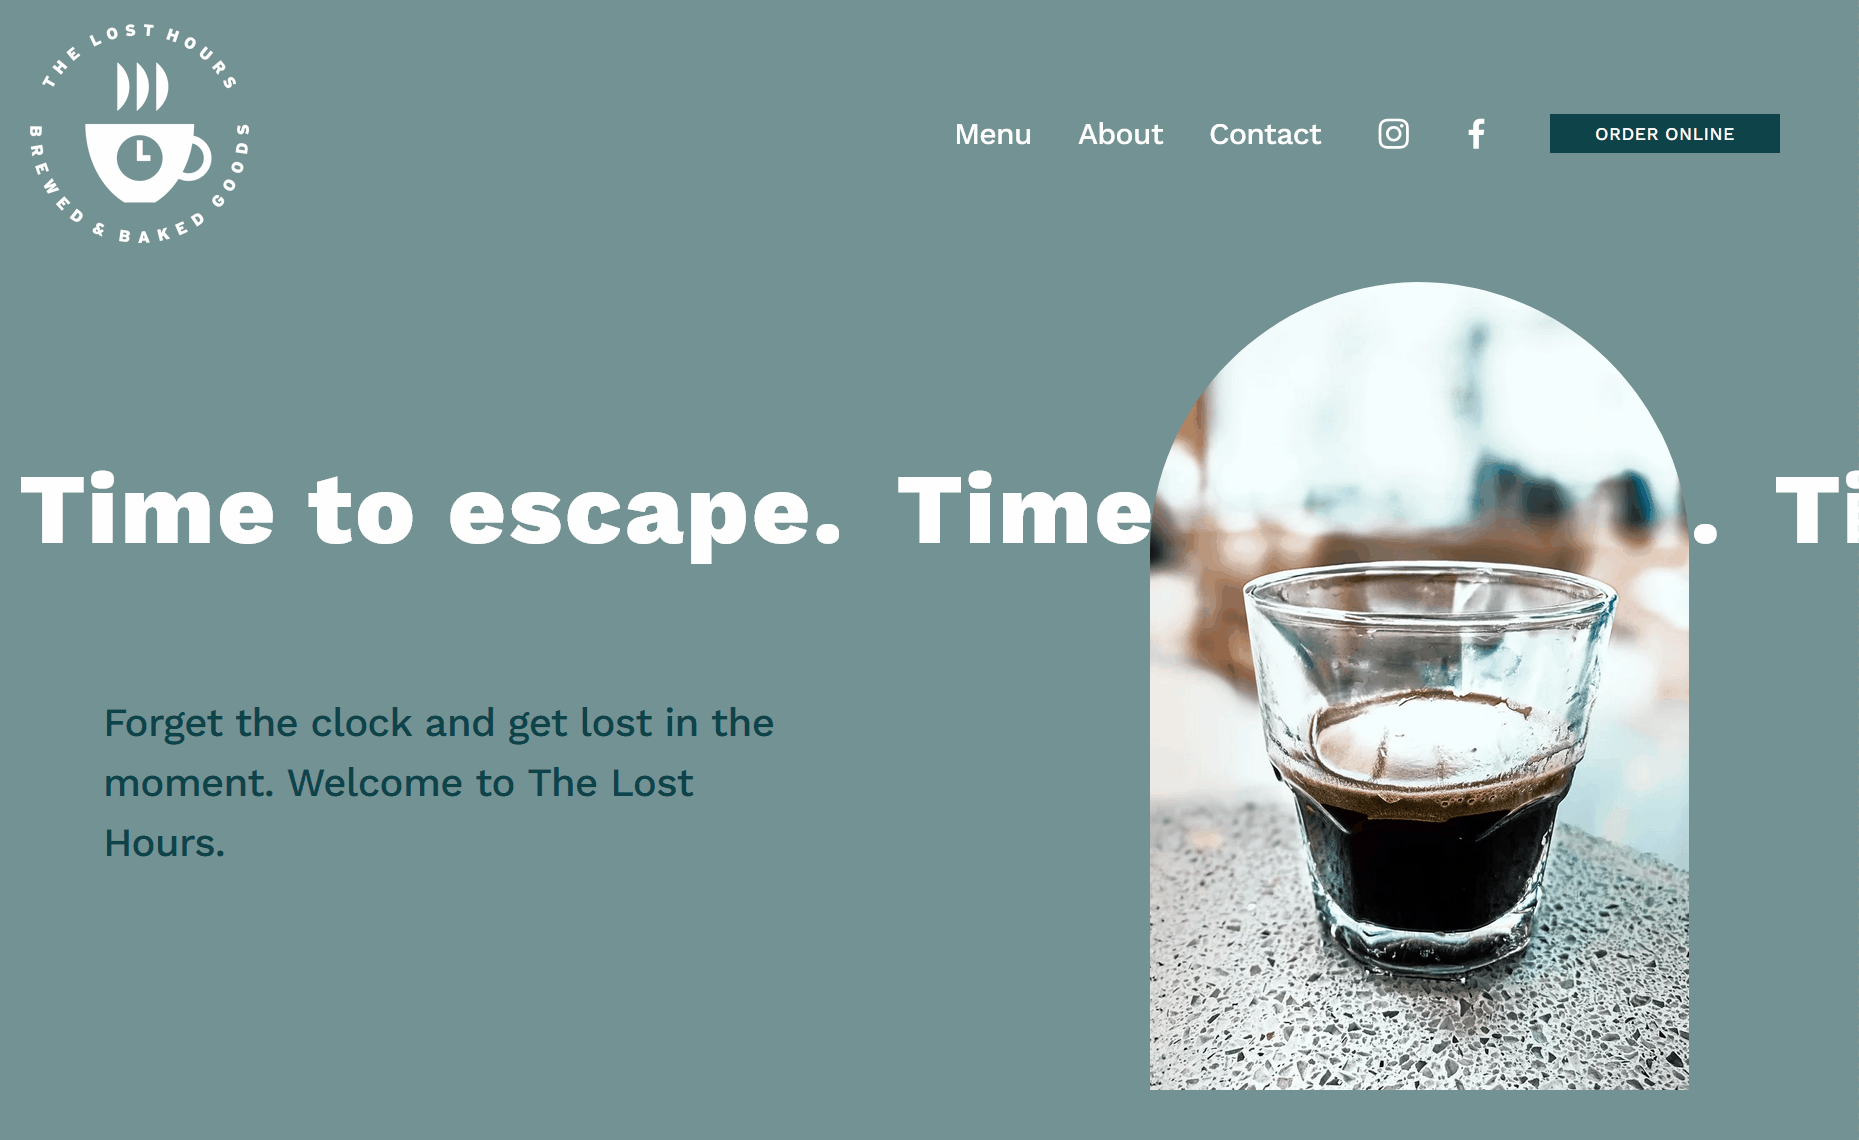 THE LOST HOURS
BREWED & BAKED GOODS
Menu About Contact ORDER ONLINE
Time to escape. Time . Ti
Forget the clock and get lost in the
moment. Welcome to The Lost
Hours.